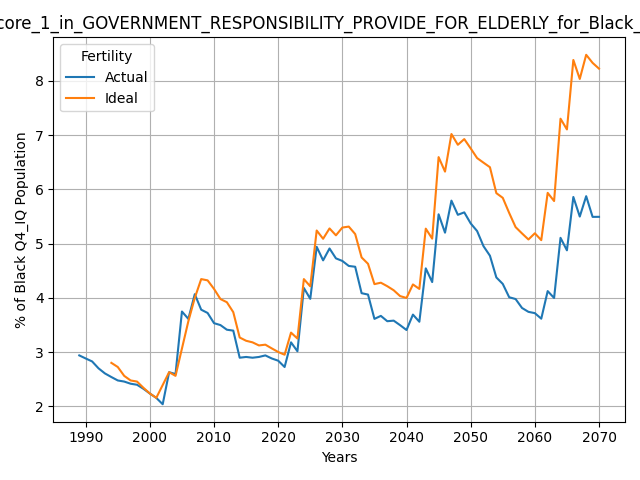 core_1_in_GOVERNMENT_RESPONSIBILITY_PROVIDE_FOR_ELDERLY_for_Black_
Fertility
Actual
Ideal
% of Black Q4_IQ Population
8
7
6
5
4
3
2
1990 2000 2010 2020 2030 2040 2050 2060 2070
Years